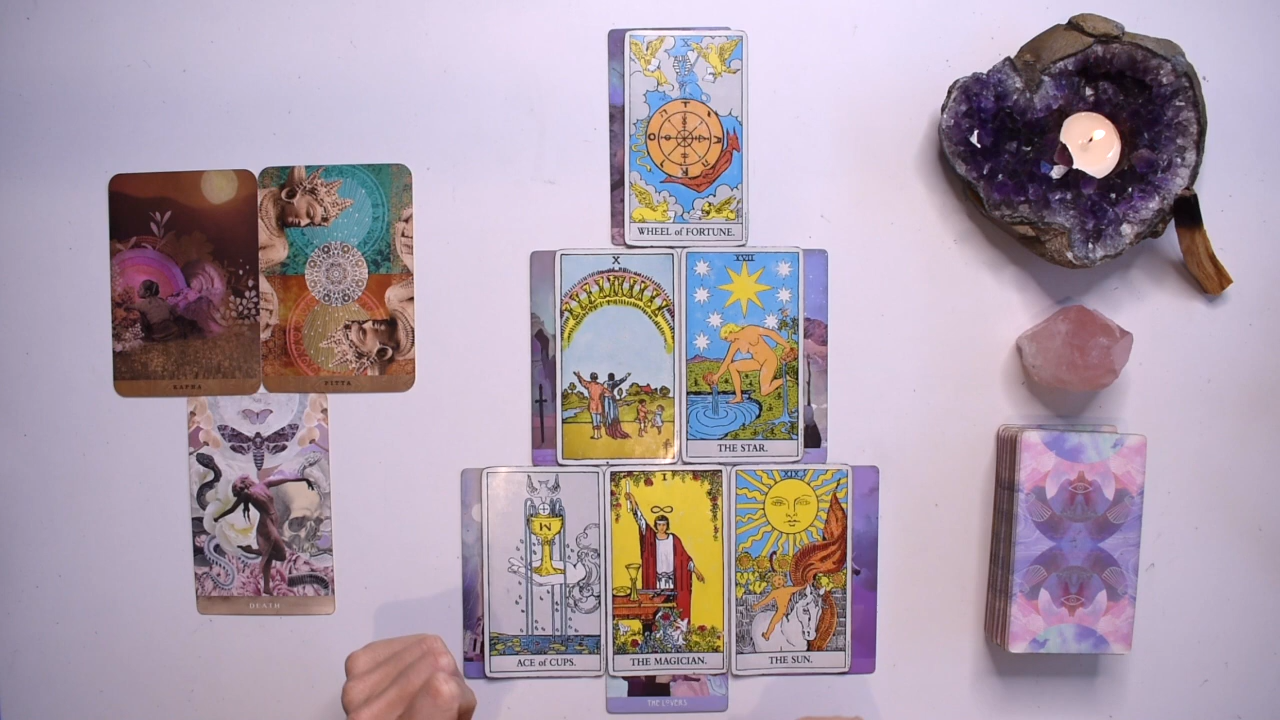 X
WHEEL of FORTUNE.
X
XVII
THE STAR.
KAPHA
PITTA
DEATH
M
ACE of CUPS.
I
THE MAGICIAN.
XIX
THE SUN.
THE LOVERS